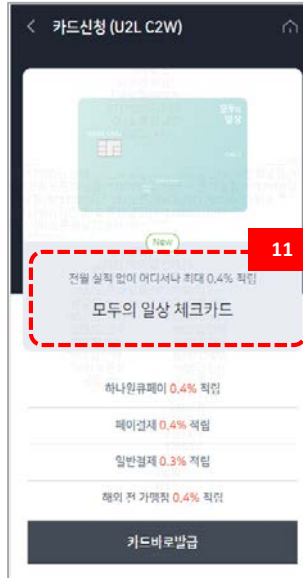 카드신청 (U2L C2W)
모두의
일상
New
11
전월 실적 없이 어디서나 최대 0.4% 적립
모두의 일상 체크카드
하나원큐페이 0.4% 적립
페이결제 0.4% 적립
일반결제 0.3% 적립
해외 전 가맹점 0.4% 적립
카드바로발급